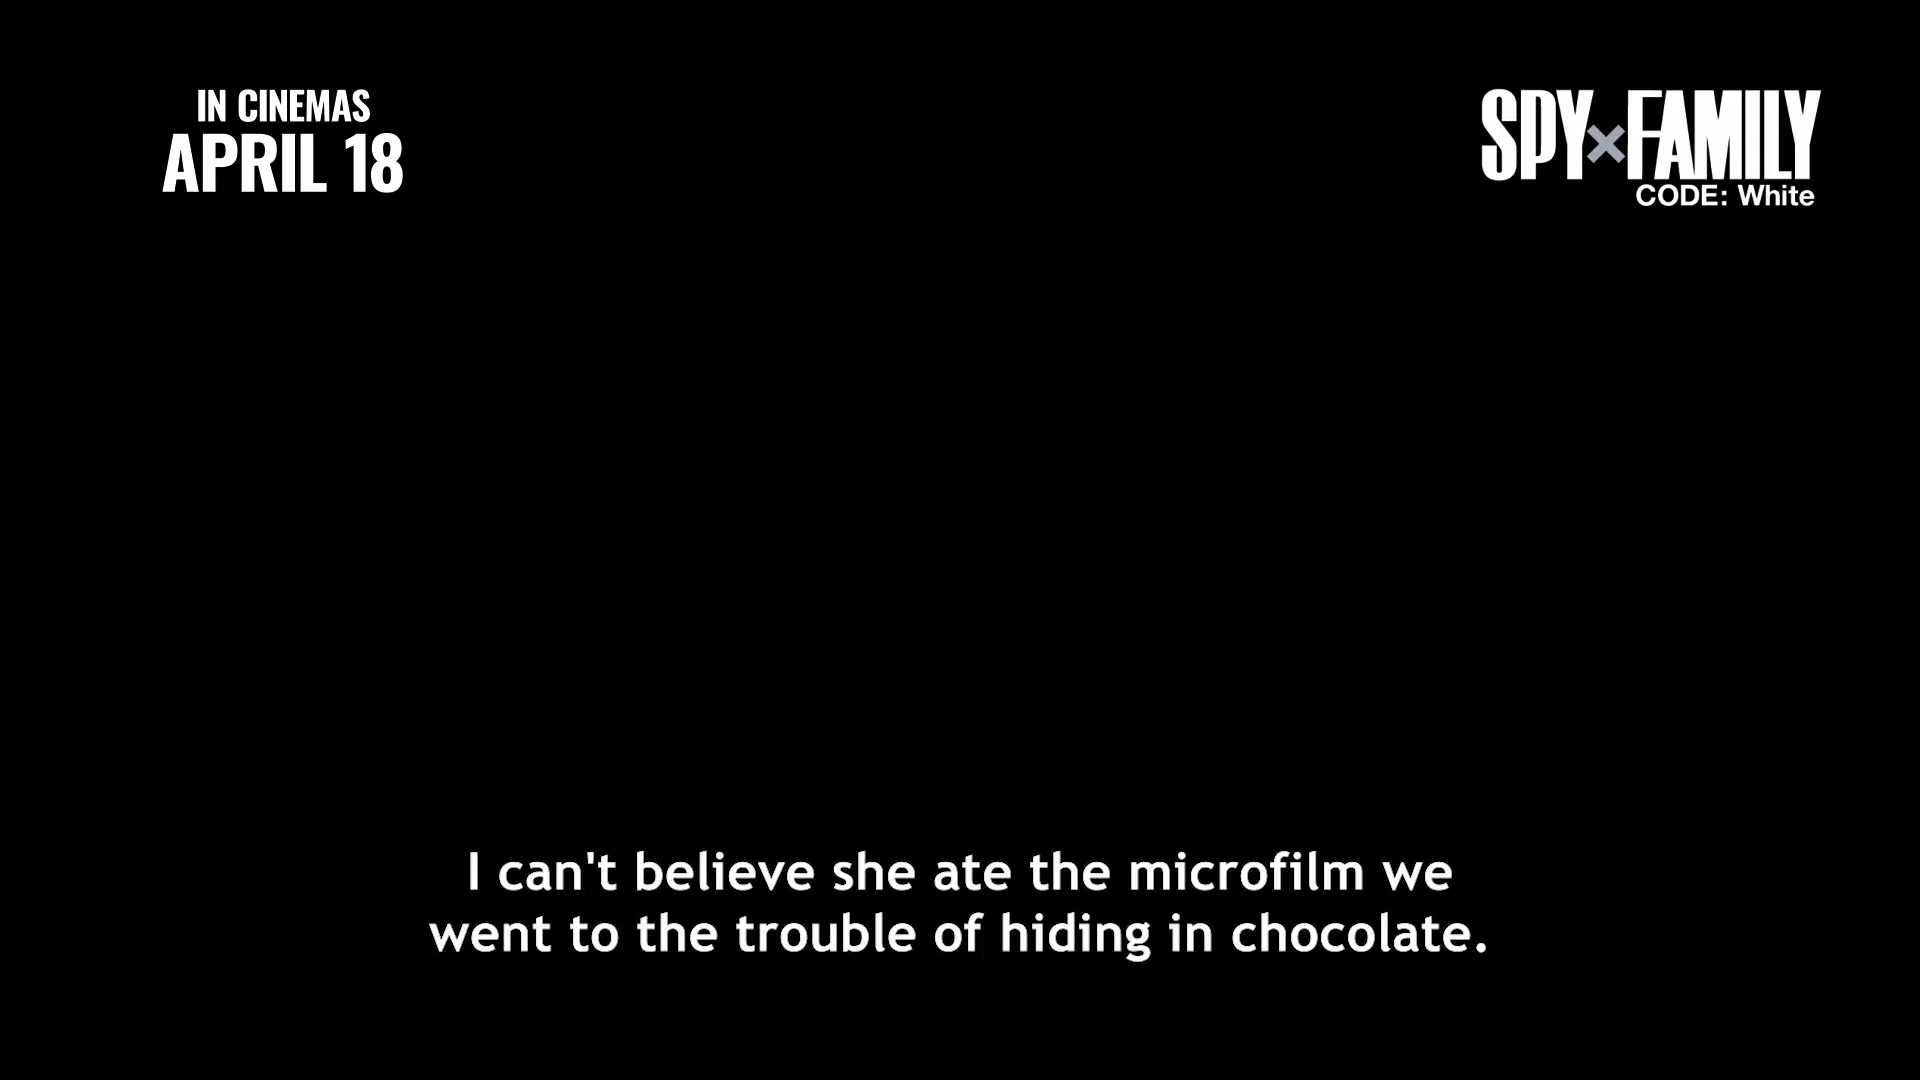 IN CINEMAS
APRIL 18
SPY×FAMILY
CODE: White
I can't believe she ate the microfilm we
went to the trouble of hiding in chocolate.